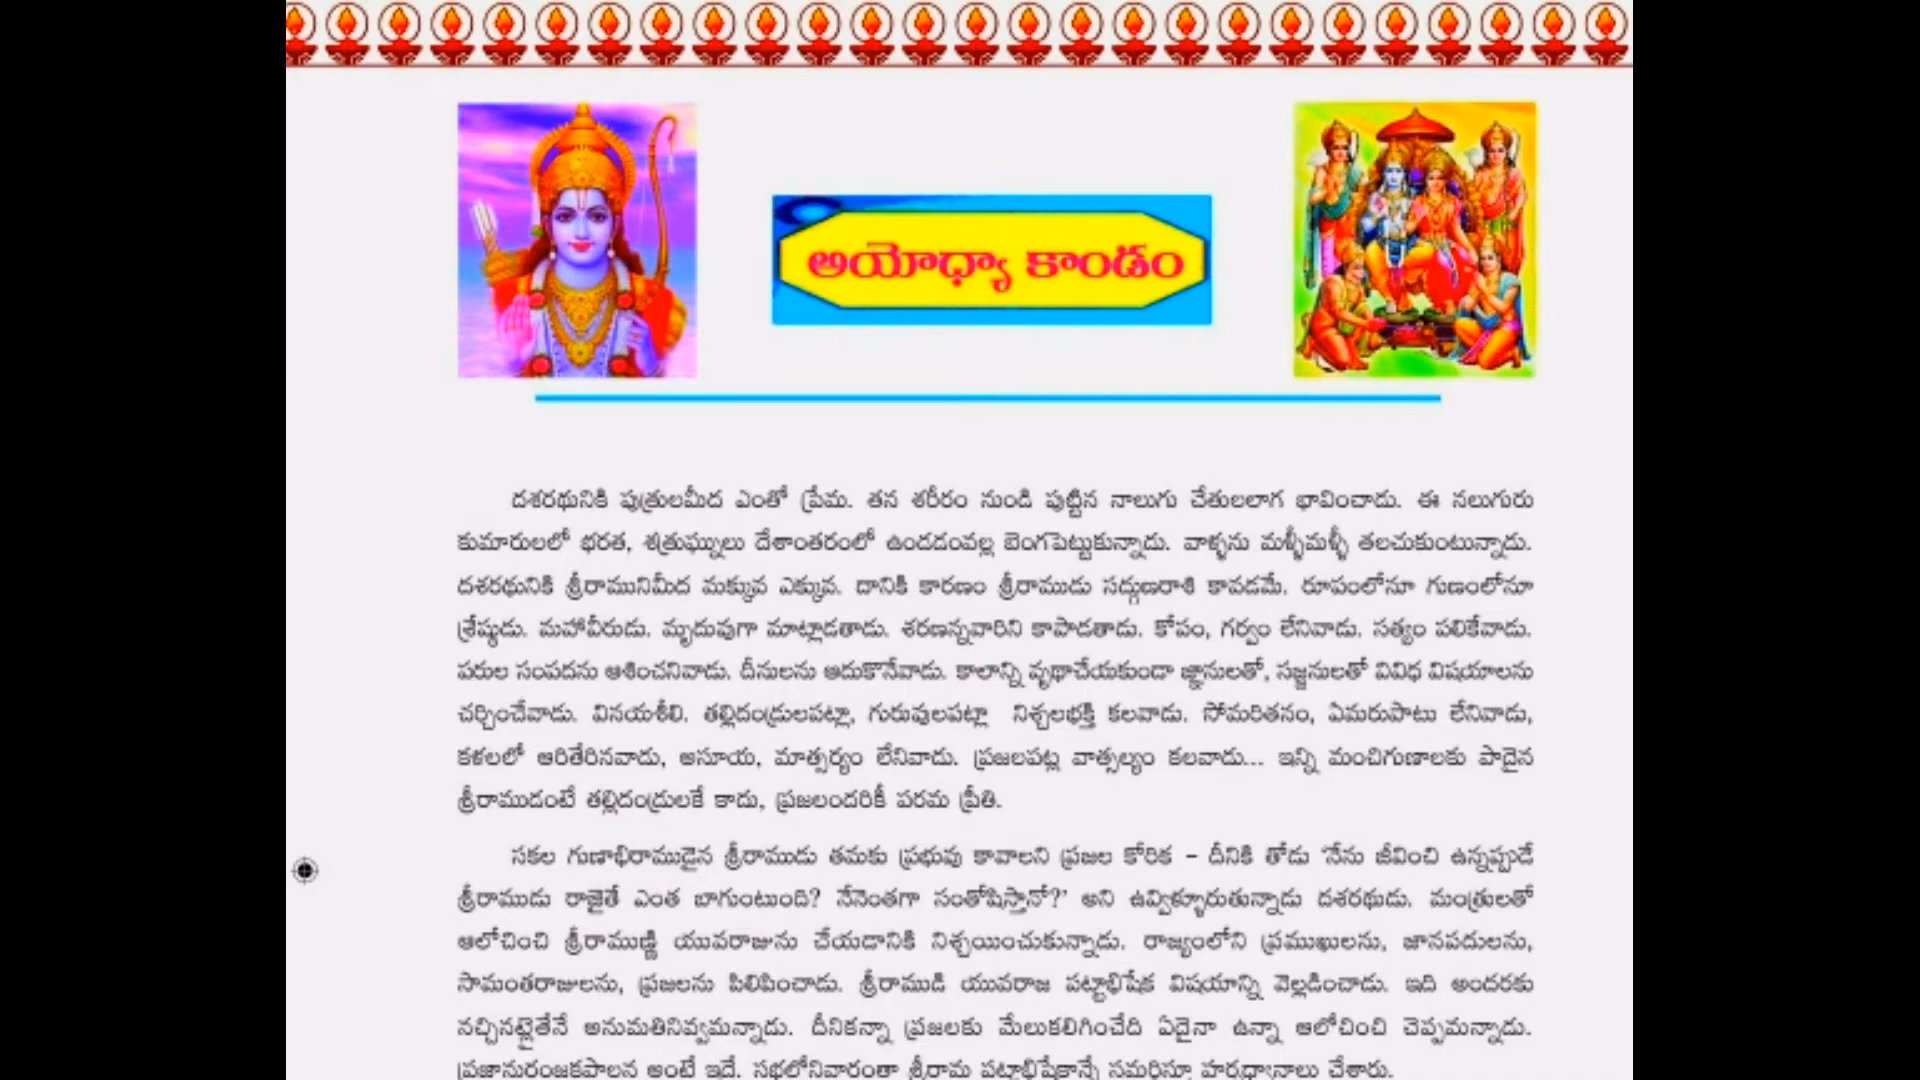 అయోధ్యా కాండం
దశరథునికి పుత్రులమీద ఎంతో ప్రేమ. తన శరీరం నుండి పుట్టిన నాలుగు చేతులలాగ భావించాడు. ఈ నలుగురు
కుమారులలో భరత, శత్రుఘ్నులు దేశాంతరంలో ఉండడంవల్ల బెంగపెట్టుకున్నాడు. వాళ్ళను మళ్ళీమళ్ళీ తలచుకుంటున్నాడు.
దశరథునికి శ్రీరామునిమీద మక్కువ ఎక్కువ. దానికి కారణం శ్రీరాముడు సద్గుణరాశి కావడమే. రూపంలోనూ గుణంలోనూ
శ్రేష్ఠుడు. మహావీరుడు. మృదువుగా మాట్లాడతాడు. శరణన్నవారిని కాపాడతాడు. కోపం, గర్వం లేనివాడు. సత్యం పలికేవాడు.
పరుల సంపదను ఆశించనివాడు. దీనులను ఆదుకొనేవాడు. కాలాన్ని వృథాచేయకుండా జ్ఞానులతో, సజ్జనులతో వివిధ విషయాలను
చర్చించేవాడు. వినయశీలి. తల్లిదండ్రులపట్లా, గురువులపట్లా నిశ్చలభక్తి కలవాడు. సోమరితనం, ఏమరుపాటు లేనివాడు,
కళలలో ఆరితేరినవాడు, అసూయ, మాత్సర్యం లేనివాడు. ప్రజలపట్ల వాత్సల్యం కలవాడు... ఇన్ని మంచిగుణాలకు పాదైన
శ్రీరాముడంటే తల్లిదండ్రులకే కాదు, ప్రజలందరికీ పరమ ప్రీతి.
సకల గుణాభిరాముడైన శ్రీరాముడు తమకు ప్రభువు కావాలని ప్రజల కోరిక - దీనికి తోడు 'నేను జీవించి ఉన్నప్పుడే
శ్రీరాముడు రాజైతే ఎంత బాగుంటుంది? నేనెంతగా సంతోషిస్తానో?' అని ఉవ్విళ్ళూరుతున్నాడు దశరథుడు. మంత్రులతో
ఆలోచించి శ్రీరాముణ్ణి యువరాజును చేయడానికి నిశ్చయించుకున్నాడు. రాజ్యంలోని ప్రముఖులను, జానపదులను,
సామంతరాజులను, ప్రజలను పిలిపించాడు. శ్రీరాముడి యువరాజ పట్టాభిషేక విషయాన్ని వెల్లడించాడు. ఇది అందరకు
నచ్చినట్లైతేనే అనుమతినివ్వమన్నాడు. దీనికన్నా ప్రజలకు మేలుకలిగించేది ఏదైనా ఉన్నా ఆలోచించి చెప్పమన్నాడు.
ప్రజానురంజకపాలన అంటే ఇదే. సభలోనివారంతా శ్రీరామ పట్టాభిషేకాన్నే సమర్థిస్తూ హర్షధ్వానాలు చేశారు.